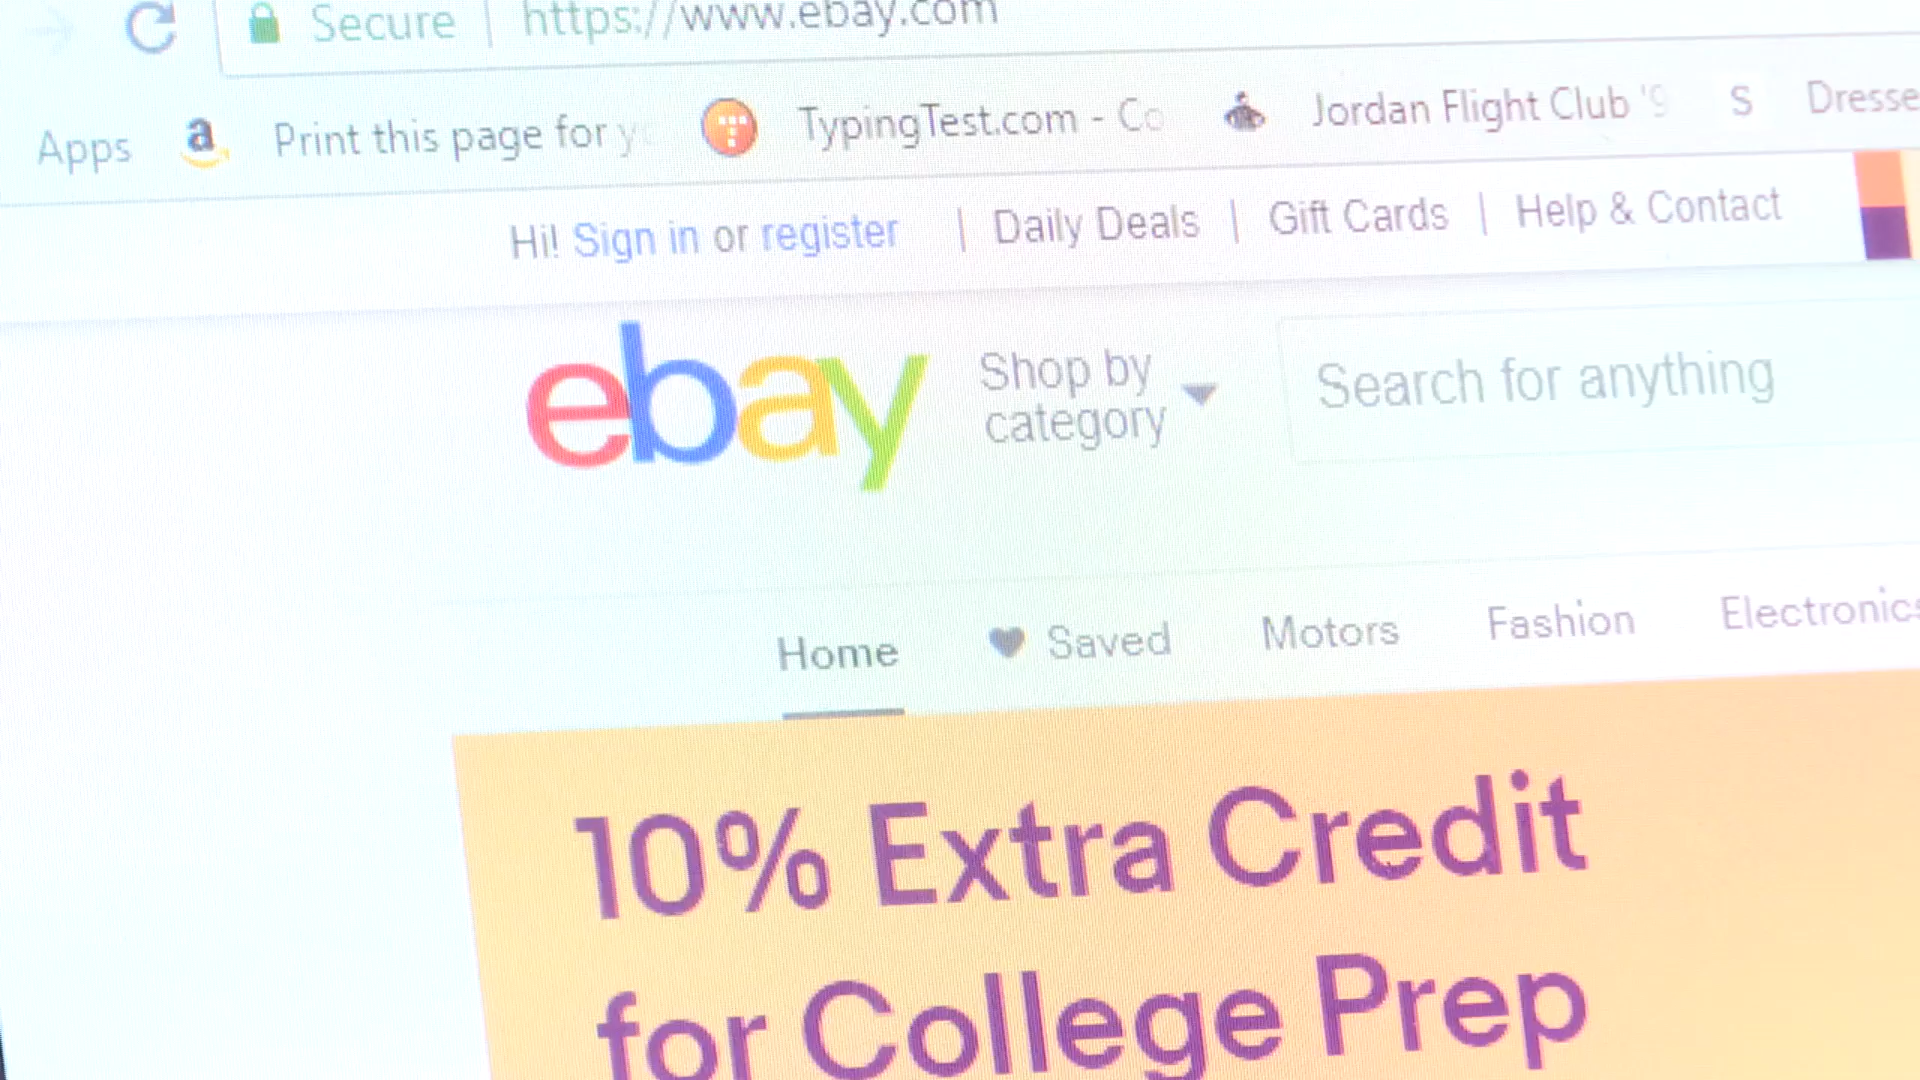 Secure | https://www.ebay.com
Apps a Print this page for y TypingTest.com - Co Jordan Flight Club '9 S Dresse
Hi! Sign in or register | Daily Deals | Gift Cards | Help & Contact
ebay Shop by category Search for anything
Home Saved Motors Fashion Electronics
10% Extra Credit
for College Prep